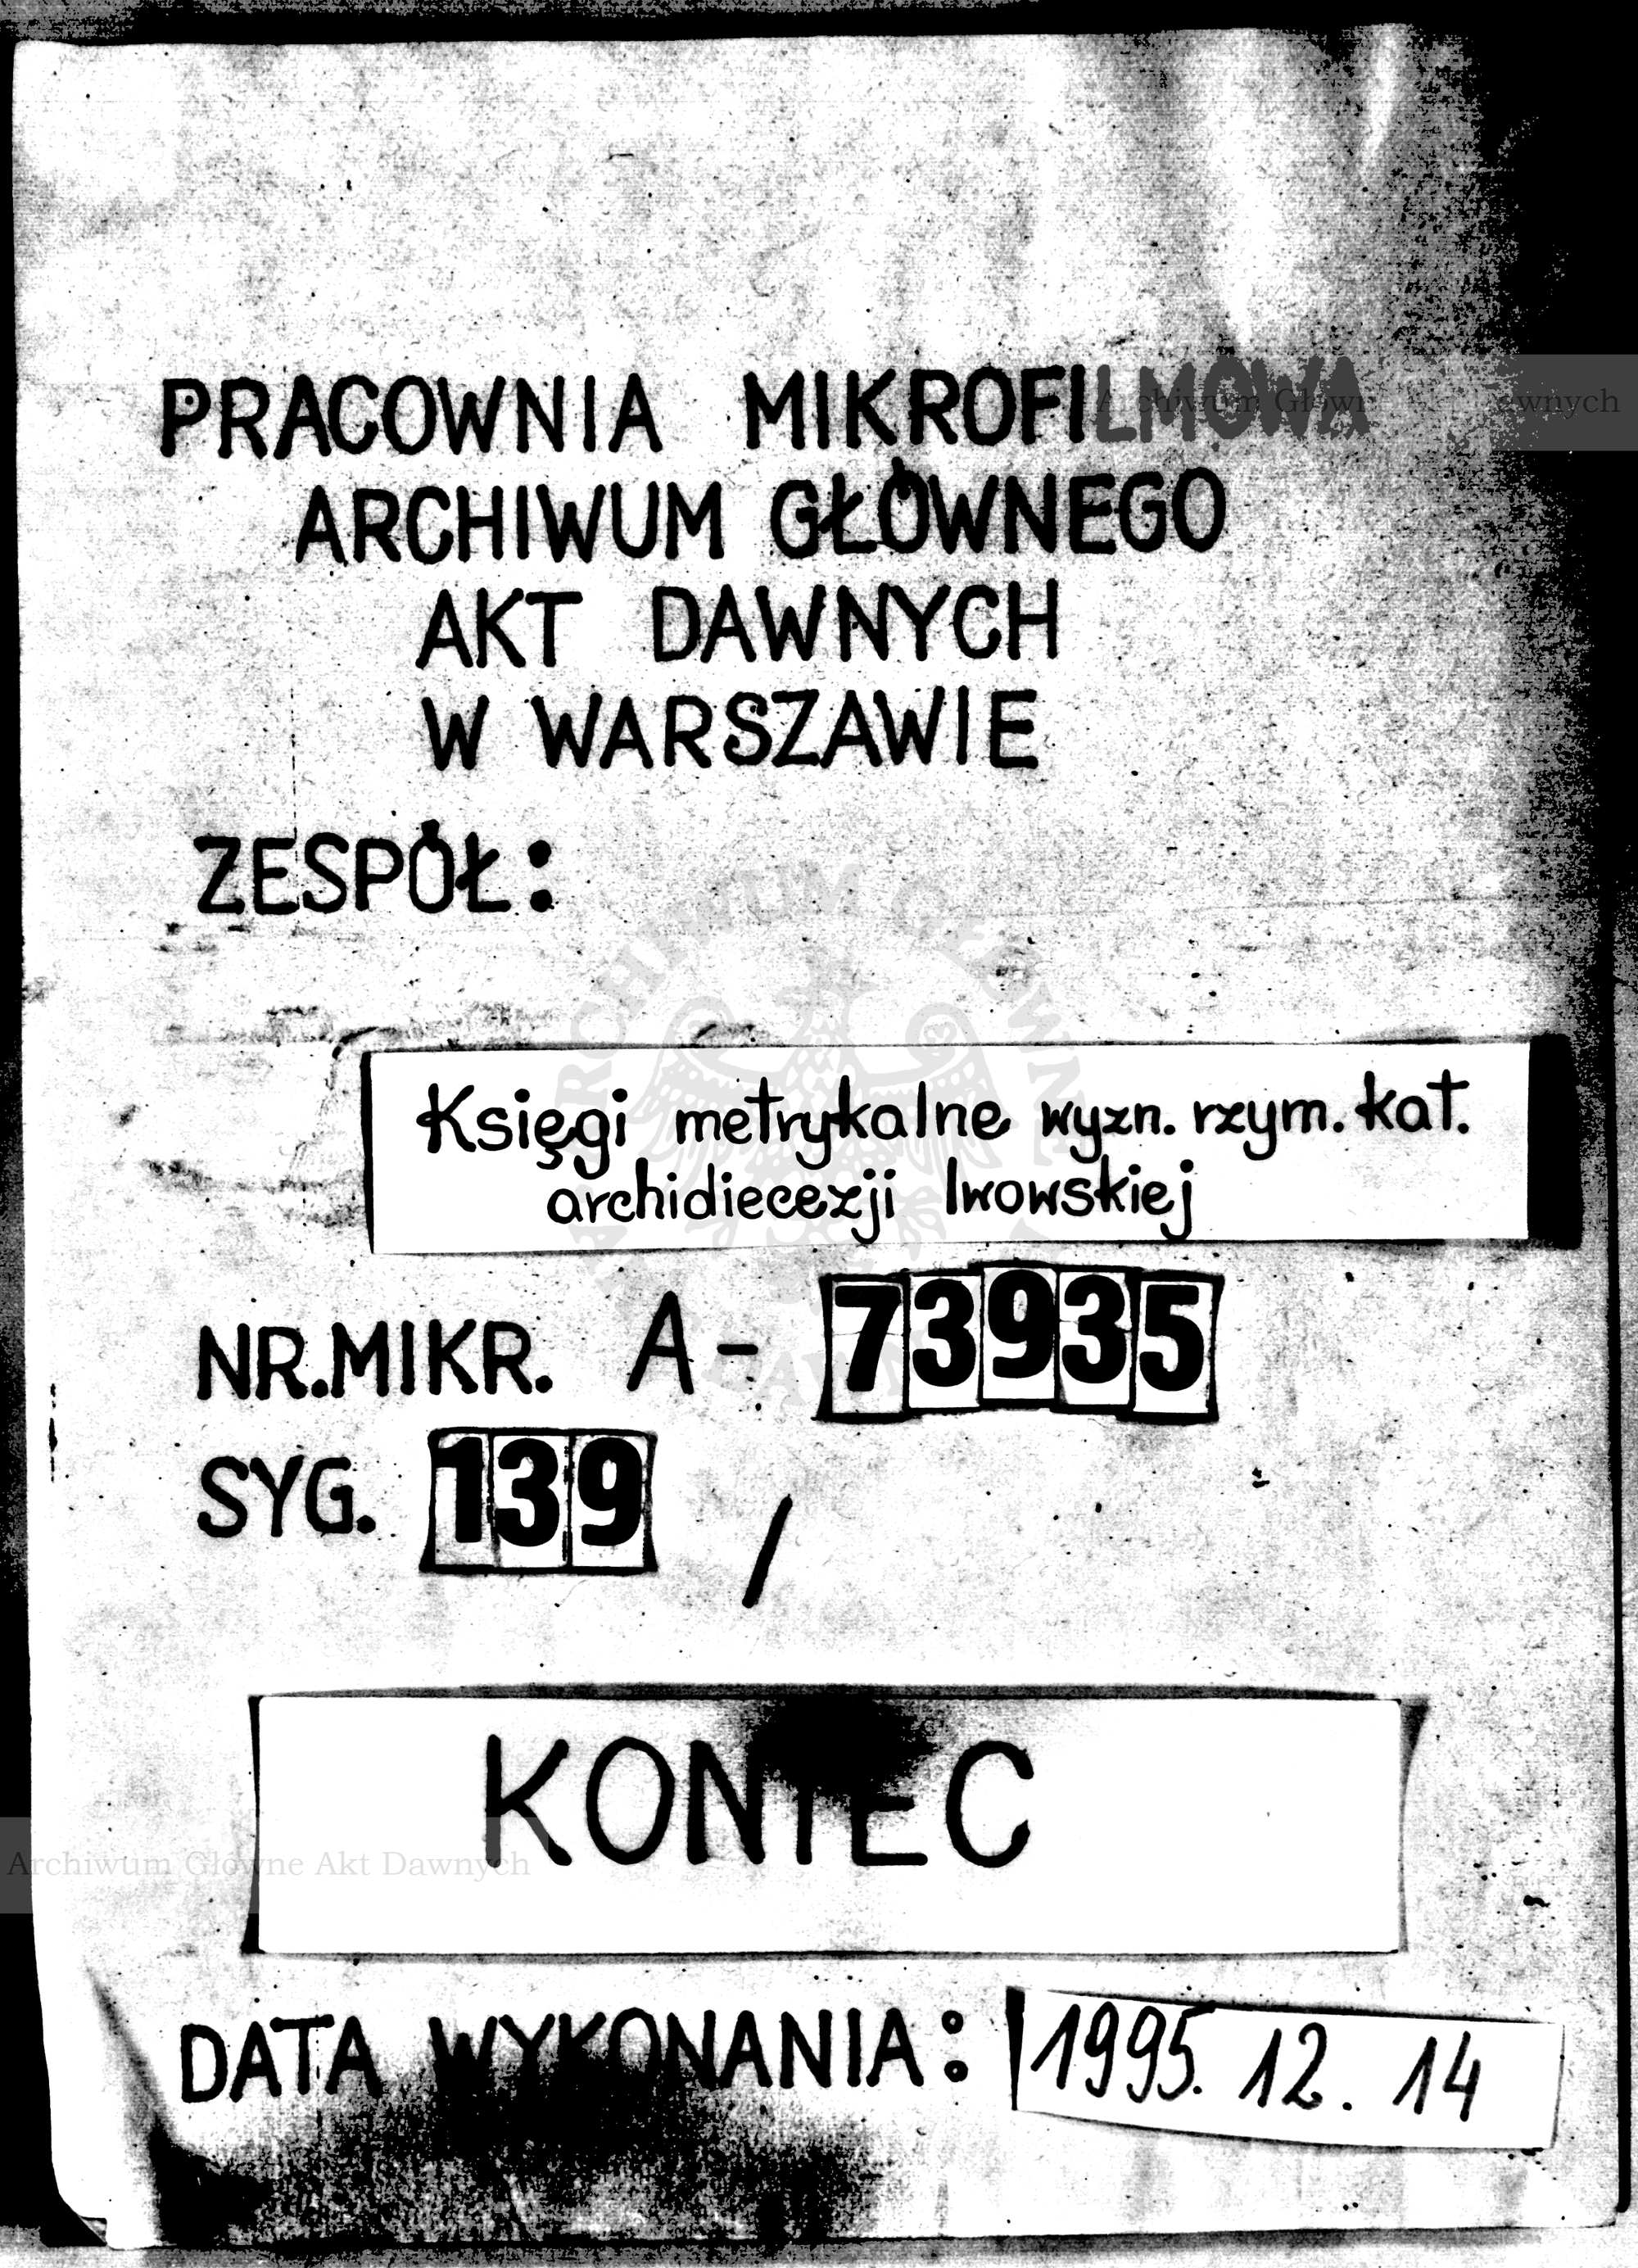 PRACOWNIA MIKROFILMOWA
ARCHIWUM GŁÓWNEGO
AKT DAWNYCH
W WARSZAWIE
ZESPÓŁ:
Księgi metrykalne wyzn. rzym. kat.
archidiecezji lwowskiej
NR.MIKR. A- 73935
SYG. 139 /
KONIEC
Archiwum Główne Akt Dawnych
DATA WYKONANIA: 1995. 12. 14